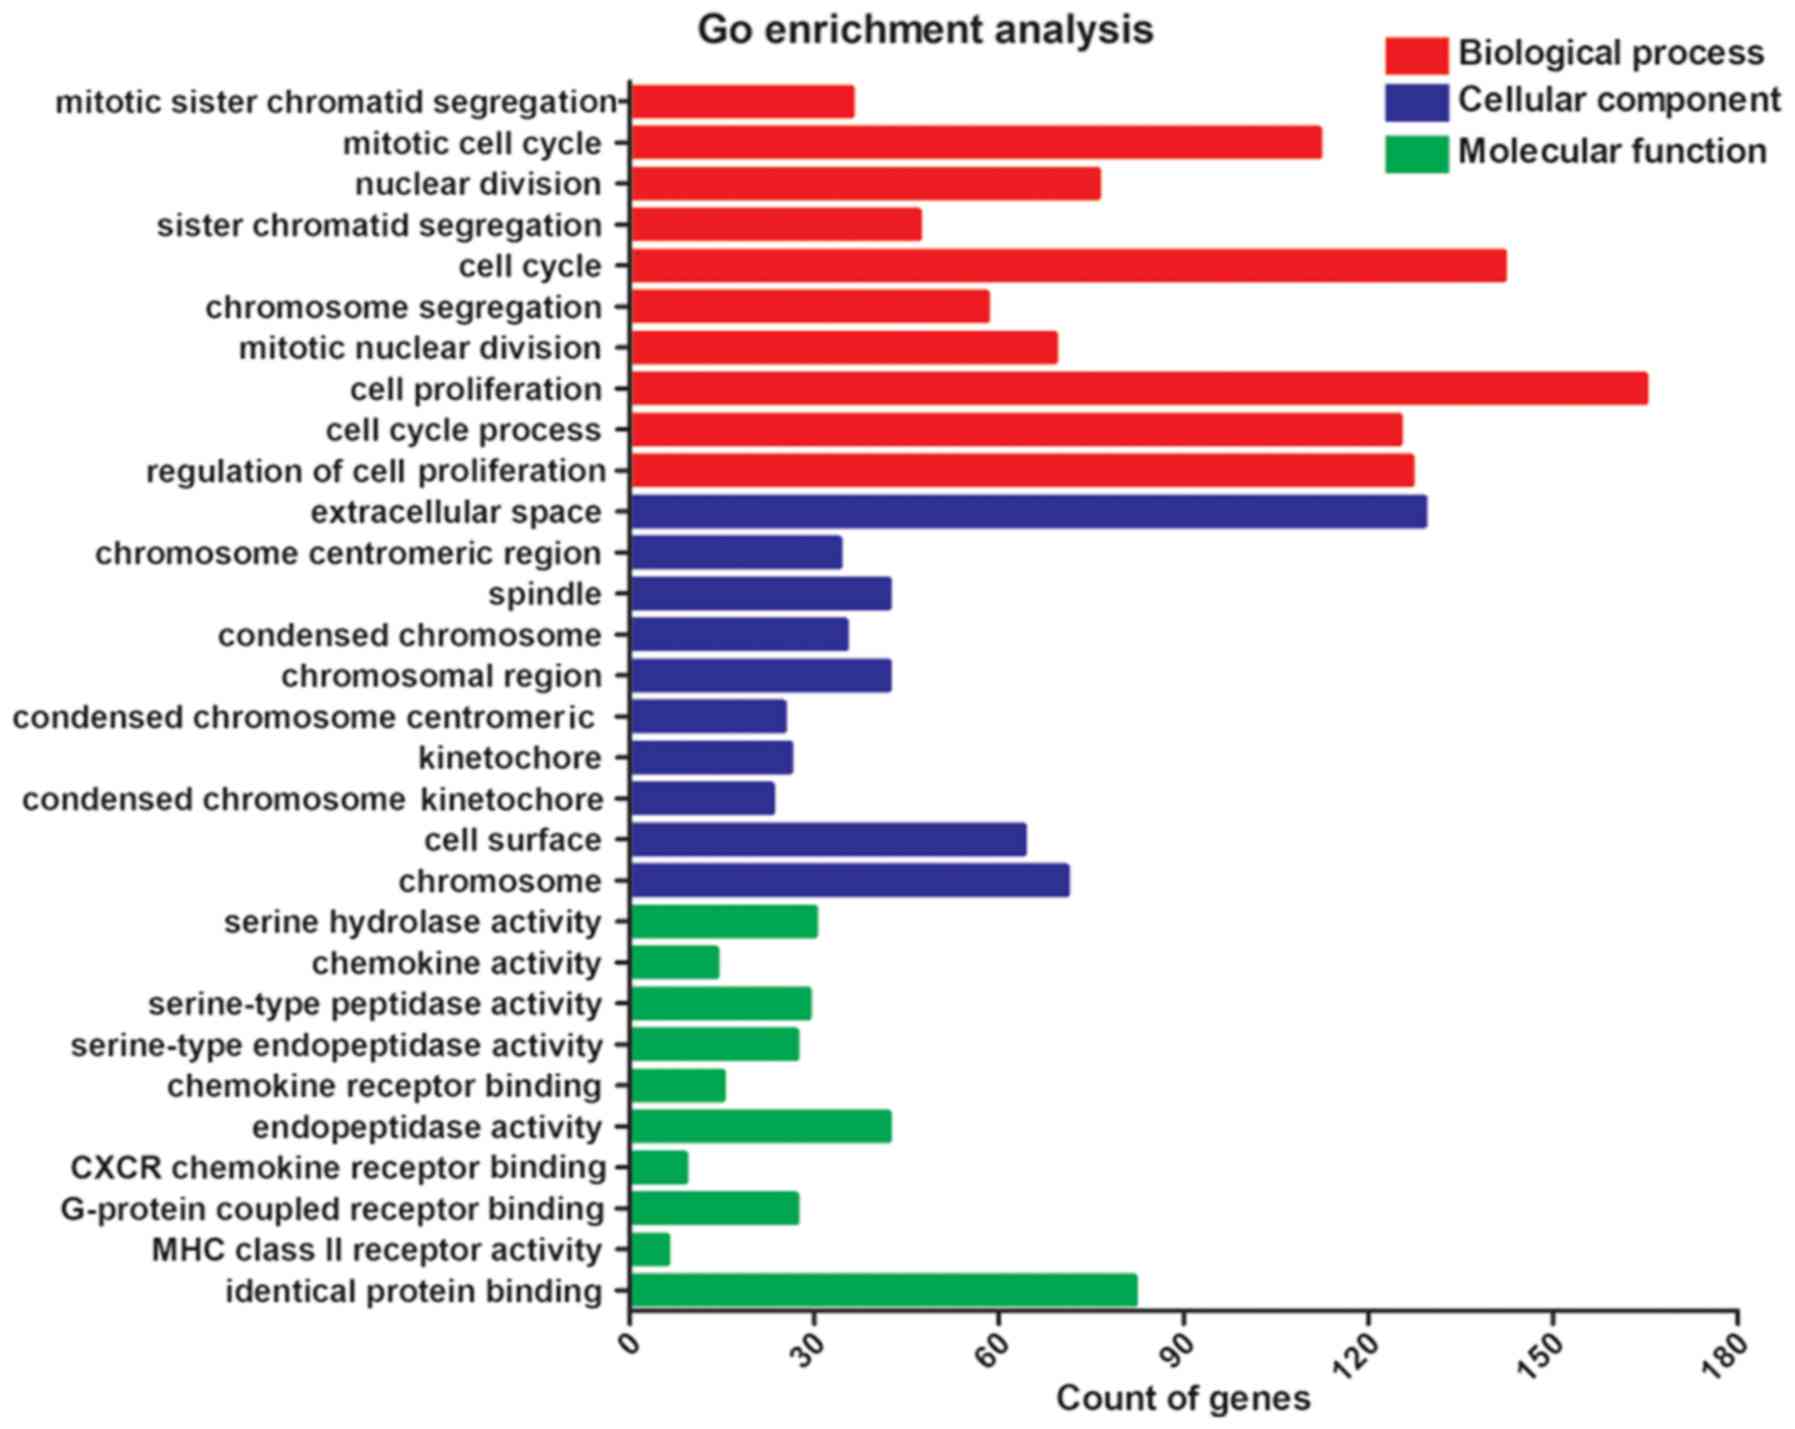 Go enrichment analysis
Biological process
Cellular component
Molecular function
mitotic sister chromatid segregation
mitotic cell cycle
nuclear division
sister chromatid segregation
cell cycle
chromosome segregation
mitotic nuclear division
cell proliferation
cell cycle process
regulation of cell proliferation
extracellular space
chromosome centromeric region
spindle
condensed chromosome
chromosomal region
condensed chromosome centromeric
kinetochore
condensed chromosome kinetochore
cell surface
chromosome
serine hydrolase activity
chemokine activity
serine-type peptidase activity
serine-type endopeptidase activity
chemokine receptor binding
endopeptidase activity
CXCR chemokine receptor binding
G-protein coupled receptor binding
MHC class II receptor activity
identical protein binding
0 30 60 90 120 150 180
Count of genes